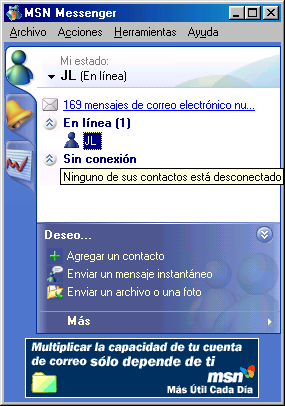 MSN Messenger
Archivo Acciones Herramientas Ayuda
Mi estado:
JL (En línea)
169 mensajes de correo electrónico nu...
En línea (1)
JL
Sin conexión
Ninguno de sus contactos está desconectado
Deseo...
Agregar un contacto
Enviar un mensaje instantáneo
Enviar un archivo o una foto
Más
Multiplicar la capacidad de tu cuenta
de correo sólo depende de ti
msn
Más Útil Cada Día